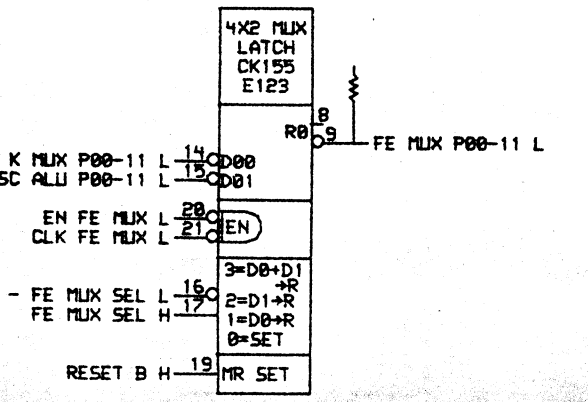 4X2 MUX
LATCH
CK155
E123
8
R0 9 FE MUX P00-11 L
K MUX P00-11 L 14 D00
SC ALU P00-11 L 15 D01
EN FE MUX L 20
EN
CLK FE MUX L 21
3=D0+D1
→R
- FE MUX SEL L 16
2=D1→R
FE MUX SEL H 17
1=D0→R
0=SET
RESET B H 19 MR SET